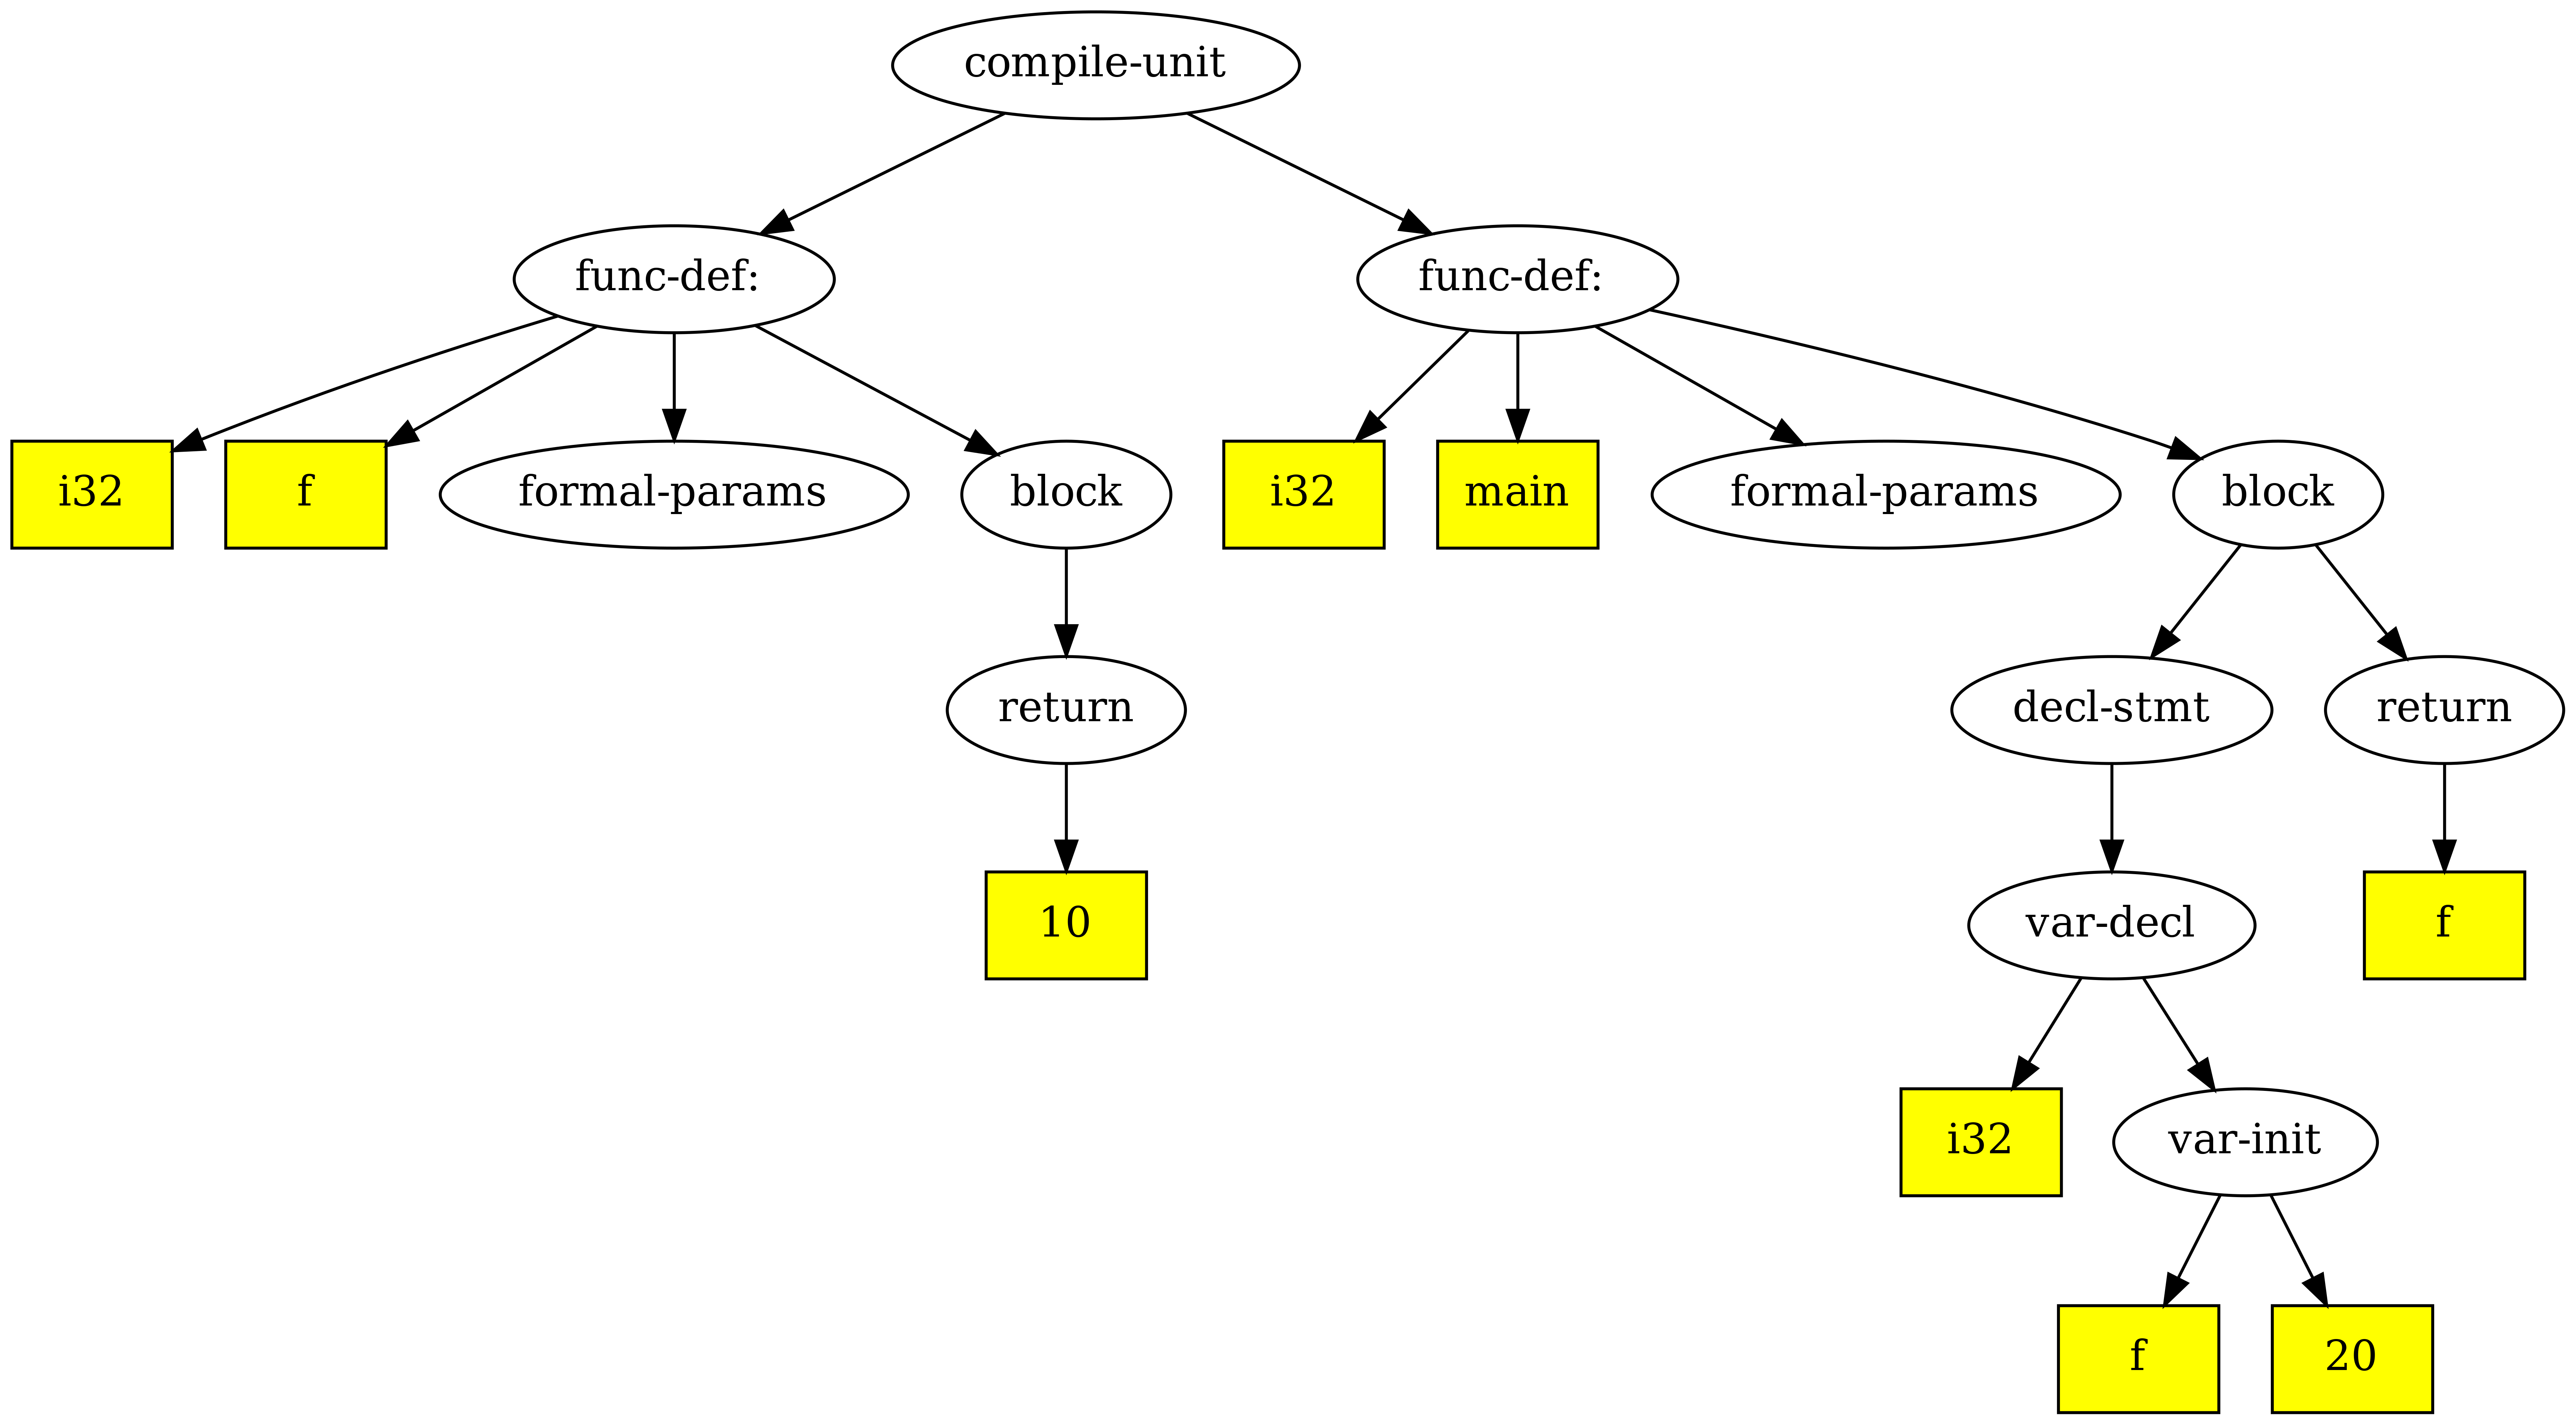 compile-unit
func-def:
func-def:
i32
f
formal-params
block
i32
main
formal-params
block
return
decl-stmt
return
10
var-decl
f
i32
var-init
f
20